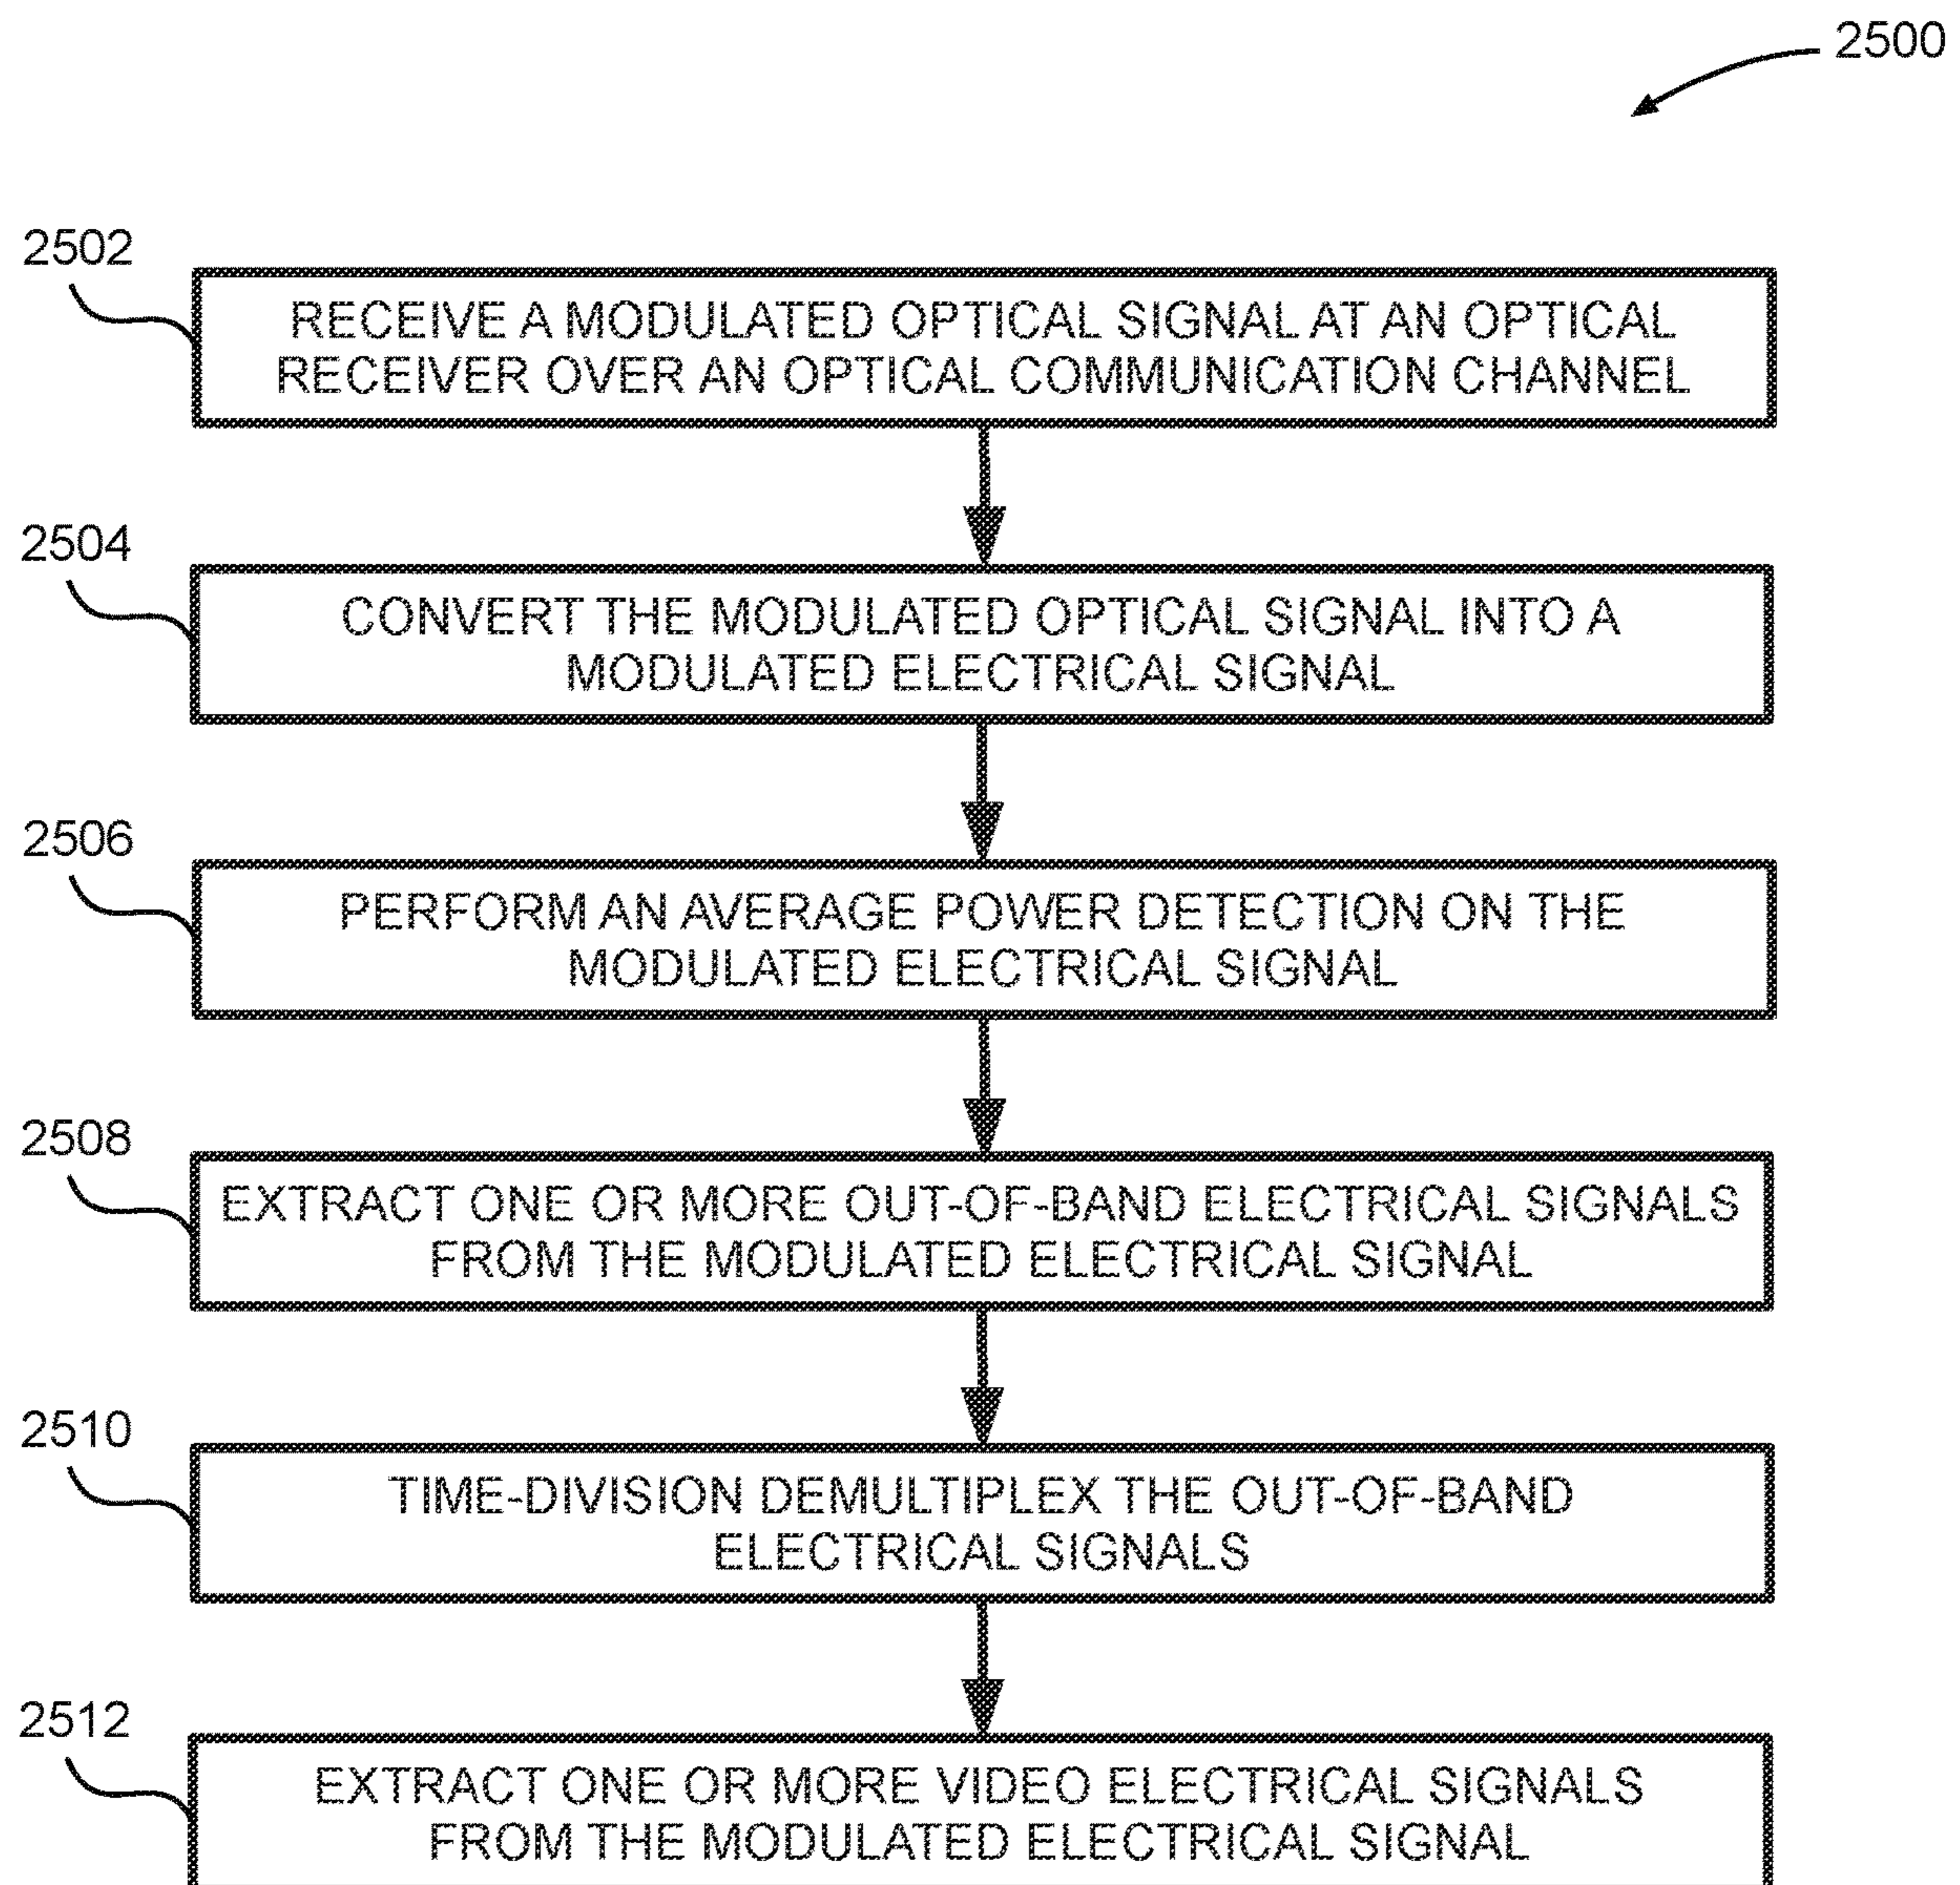 2500
2502
RECEIVE A MODULATED OPTICAL SIGNAL AT AN OPTICAL
RECEIVER OVER AN OPTICAL COMMUNICATION CHANNEL
2504
CONVERT THE MODULATED OPTICAL SIGNAL INTO A
MODULATED ELECTRICAL SIGNAL
2506
PERFORM AN AVERAGE POWER DETECTION ON THE
MODULATED ELECTRICAL SIGNAL
2508
EXTRACT ONE OR MORE OUT-OF-BAND ELECTRICAL SIGNALS
FROM THE MODULATED ELECTRICAL SIGNAL
2510
TIME-DIVISION DEMULTIPLEX THE OUT-OF-BAND
ELECTRICAL SIGNALS
2512
EXTRACT ONE OR MORE VIDEO ELECTRICAL SIGNALS
FROM THE MODULATED ELECTRICAL SIGNAL